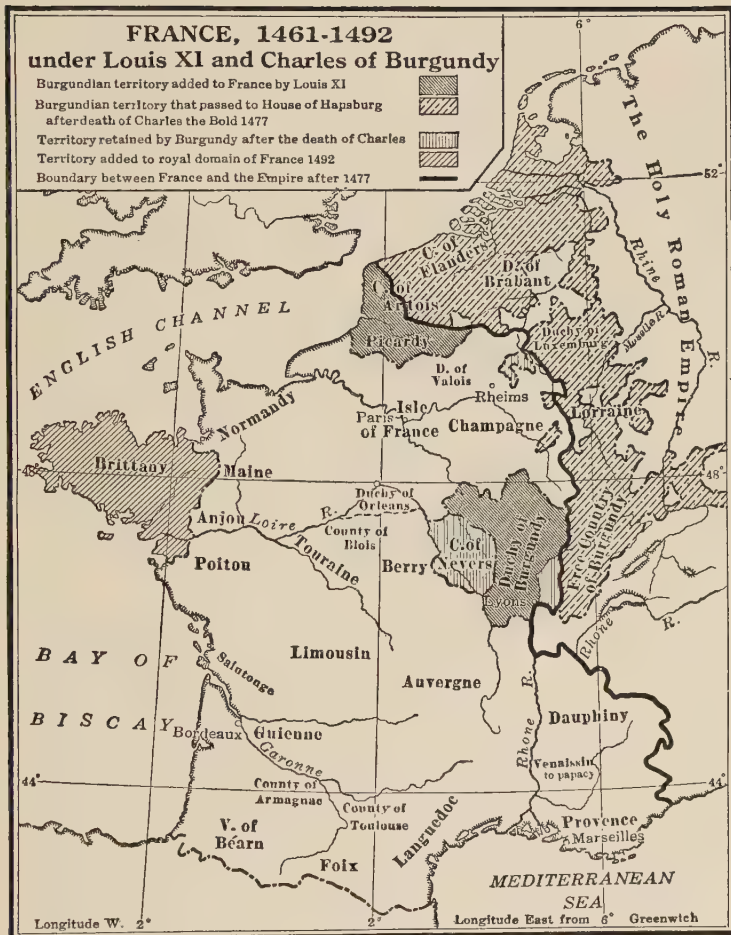 FRANCE, 1461-1492
under Louis XI and Charles of Burgundy
Burgundian territory added to France by Louis XI
Burgundian territory that passed to House of Hapsburg
after death of Charles the Bold 1477
Territory retained by Burgundy after the death of Charles
Territory added to royal domain of France 1492
Boundary between France and the Empire after 1477
6°
52°
The Holy Roman Empire
Rhine
R.
Moselle R.
C. of
Flanders
D. of
Brabant
C. of
Artois
Picardy
Duchy of
Luxemburg
ENGLISH CHANNEL
D. of
Valois
Rheims
Lorraine
Normandy
Isle
of France
Paris
Champagne
48°
Brittany
Maine
48°
Duchy of
Orleans
Anjou
Loire
R.
County of
Blois
Touraine
Berry
C. of
Nevers
Duchy of
Burgundy
Free County
of Burgundy
Poitou
Lyons
Rhone
R.
BAY OF
BISCAY
Limousin
Saintonge
Auvergne
Bordeaux
Guienne
Garonne
Rhone
R.
Dauphiny
Venaissin
to papacy
44°
44°
County of
Armagnac
County of
Toulouse
Languedoc
Provence
Marseilles
V. of
Béarn
Foix
MEDITERRANEAN
SEA
Longitude W. 2°
2°
Longitude East from 6° Greenwich